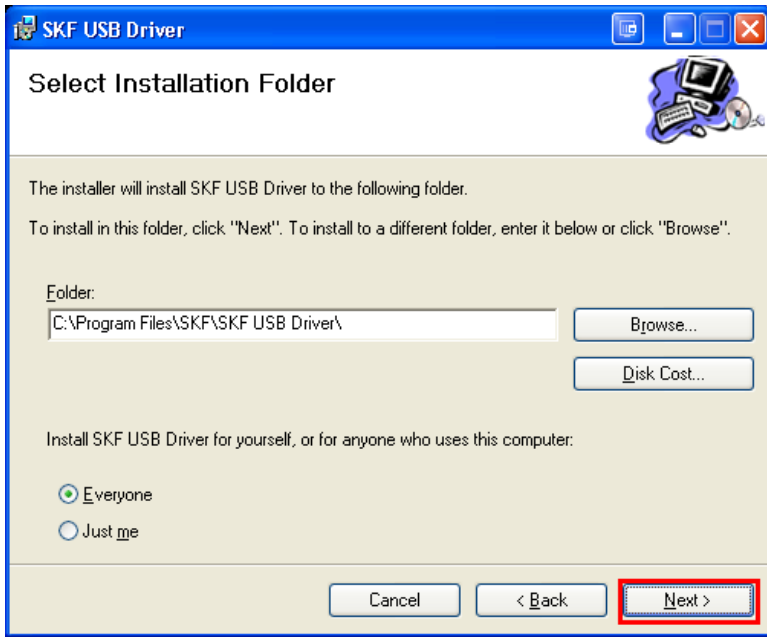 SKF USB Driver
Select Installation Folder
The installer will install SKF USB Driver to the following folder.
To install in this folder, click "Next". To install to a different folder, enter it below or click "Browse".
Folder:
C:\Program Files\SKF\SKF USB Driver\
Browse...
Disk Cost...
Install SKF USB Driver for yourself, or for anyone who uses this computer:
Everyone
Just me
Cancel
< Back
Next >